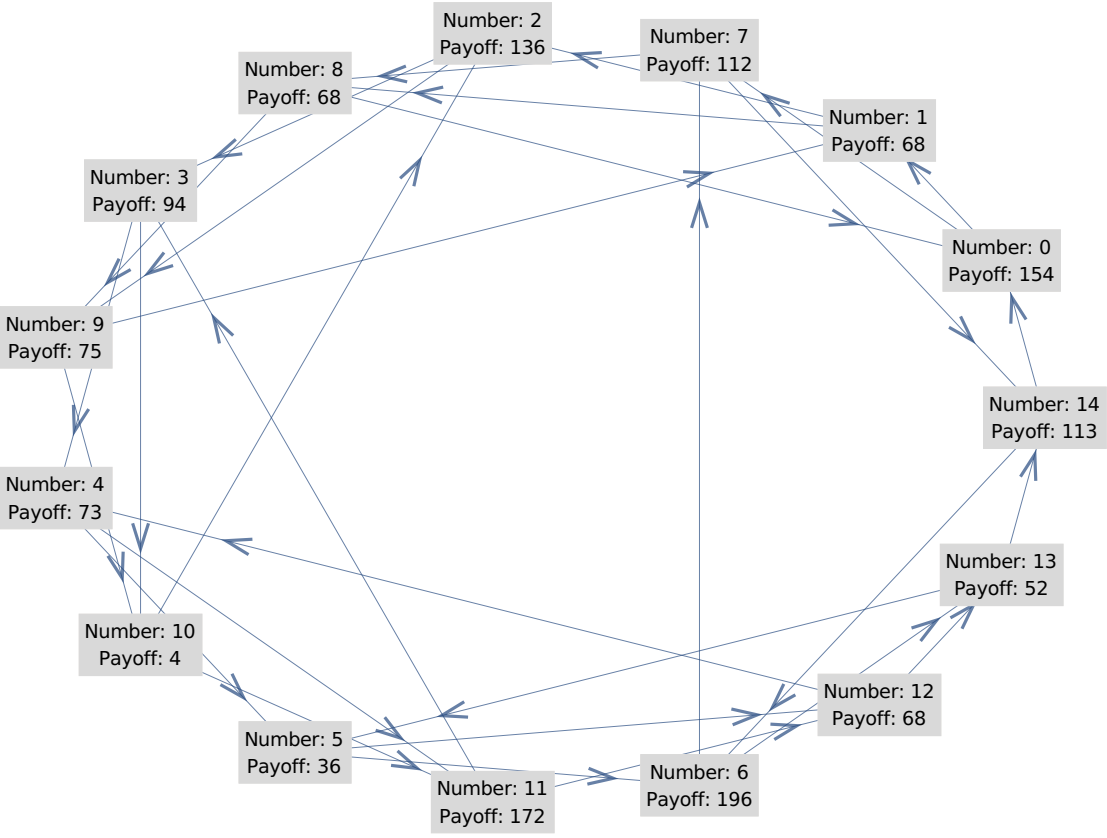 Number: 2
Payoff: 136
Number: 7
Payoff: 112
Number: 8
Payoff: 68
Number: 1
Payoff: 68
Number: 3
Payoff: 94
Number: 0
Payoff: 154
Number: 9
Payoff: 75
Number: 14
Payoff: 113
Number: 4
Payoff: 73
Number: 13
Payoff: 52
Number: 10
Payoff: 4
Number: 12
Payoff: 68
Number: 5
Payoff: 36
Number: 6
Payoff: 196
Number: 11
Payoff: 172